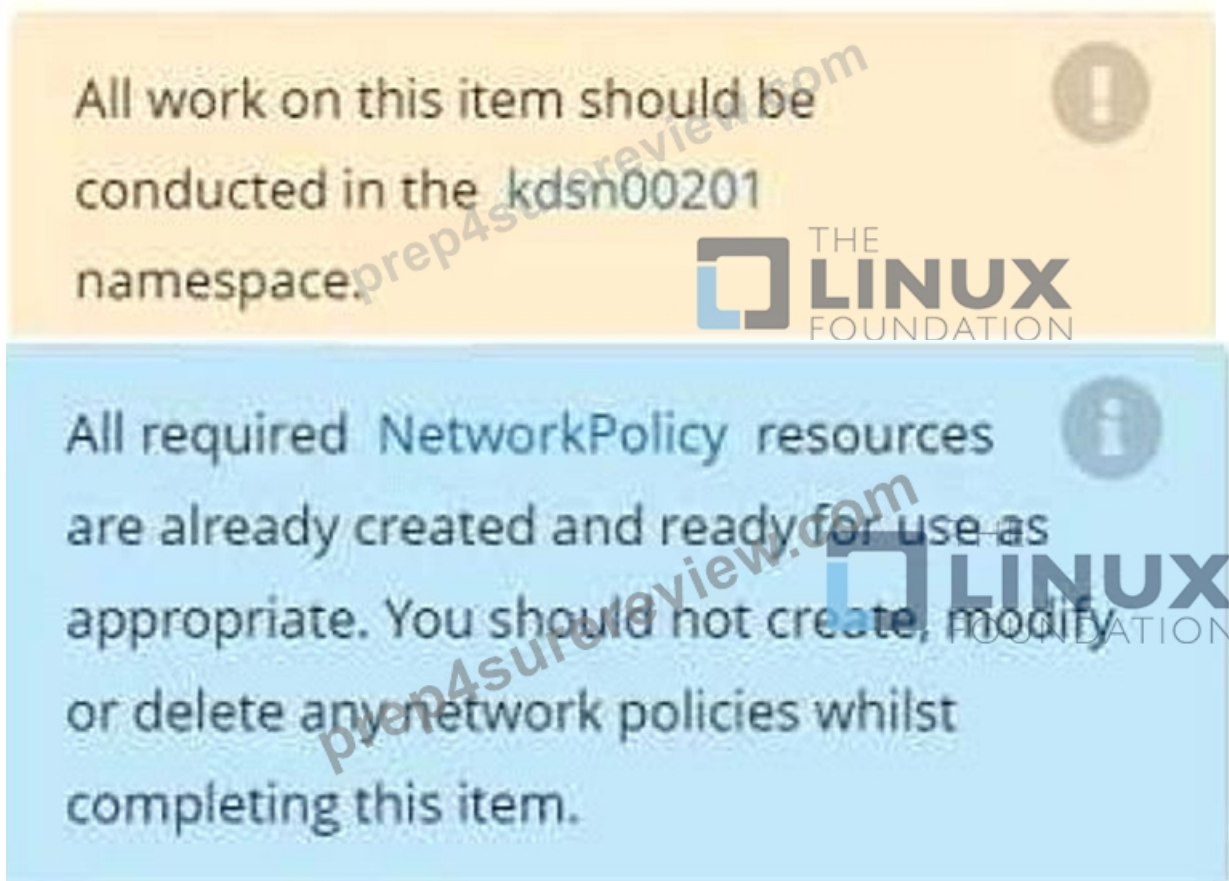 All work on this item should be
conducted in the kdsn00201
namespace.
prep4surereview.com
THE
LINUX
FOUNDATION
All required NetworkPolicy resources
are already created and ready for use as
appropriate. You should not create, modify
or delete any network policies whilst
completing this item.
prep4surereview.com
LINUX
FOUNDATION